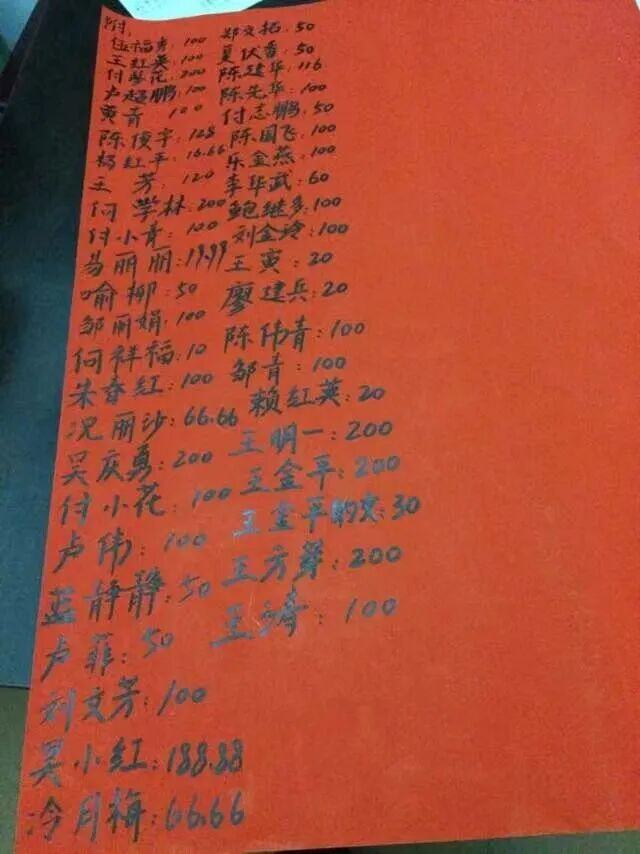 附:
伍福秀:100
王红英:100
付琴花:200
卢超鹏:100
黄青 120
陈俊宇:128
杨红平:16.66
王 芳:120
何学林:200
付小青:100
易丽丽:19.99
喻柳:50
邹丽娟:100
何祥福:10
朱春红:100
况丽沙:66.66
吴庆勇:200
付小花:100
卢伟:100
蓝静静:50
卢菲:50
刘文芳:100
吴小红:188.88
冷月梅:66.66
郑文拓:50
夏伏香:50
陈建华:116
陈先华:100
付志鹏:50
陈国飞:100
乐金燕:100
李华武:60
鲍继多:100
刘金玲:100
王寅:20
廖建兵:20
陈伟青:100
邹青:100
赖红英:20
王明一:200
王金平:200
王金平的女:30
王方萍:200
王涛:100